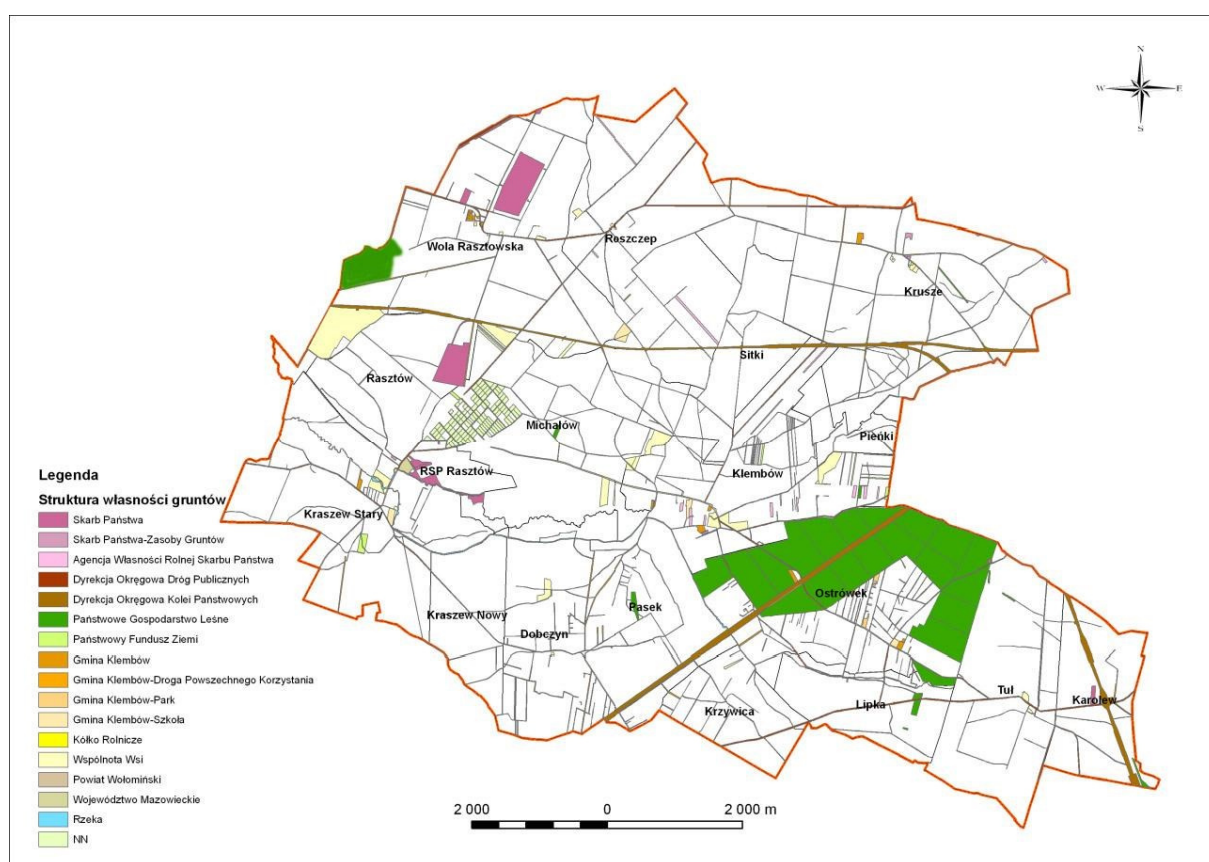 N
W E
S
Wola Rasztowska
Roszczep
Krusze
Sitki
Rasztów
Michałów
Pieńki
RSP Rasztów
Klembów
Legenda
Struktura własności gruntów
Kraszew Stary
Skarb Państwa
Skarb Państwa-Zasoby Gruntów
Agencja Własności Rolnej Skarbu Państwa
Dyrekcja Okręgowa Dróg Publicznych
Dyrekcja Okręgowa Kolei Państwowych
Państwowe Gospodarstwo Leśne
Państwowy Fundusz Ziemi
Gmina Klembów
Gmina Klembów-Droga Powszechnego Korzystania
Gmina Klembów-Park
Gmina Klembów-Szkoła
Kółko Rolnicze
Wspólnota Wsi
Powiat Wołomiński
Województwo Mazowieckie
Rzeka
NN
Ostrówek
Kraszew Nowy
Pasek
Dobczyn
Krzywica
Lipka
Tuł
Karolew
2 000 0 2 000 m